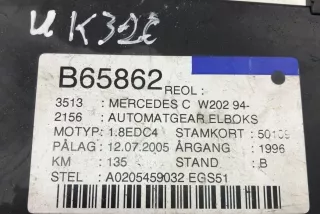 UK32E
B65862
REOL:
3513 : MERCEDES C W202 94-
2156 : AUTOMATGEAR.ELBOKS
MOTYP: 1.8EDC4 STAMKORT : 50109
PÅLAG: 12.07.2005 ÅRGANG : 1996
KM : 135 STAND : B
STEL : A0205459032 EGS51